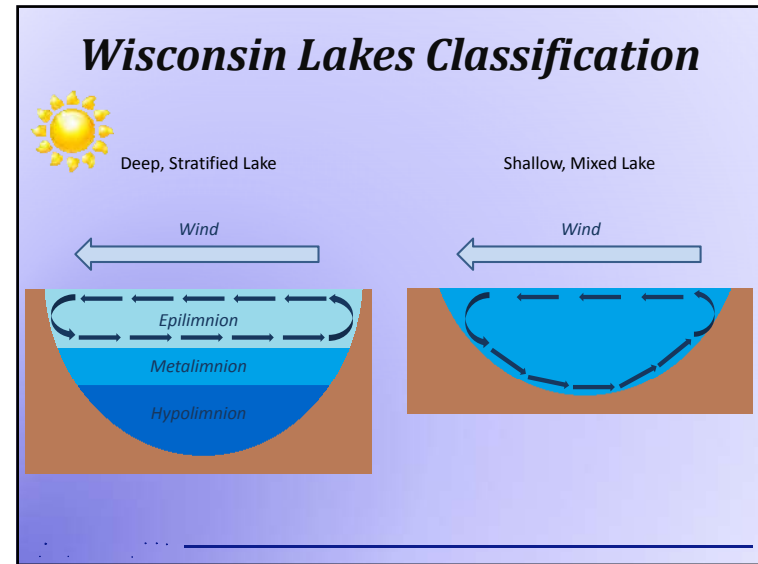 Wisconsin Lakes Classification
Deep, Stratified Lake
Shallow, Mixed Lake
Wind
Wind
Epilimnion
Metalimnion
Hypolimnion